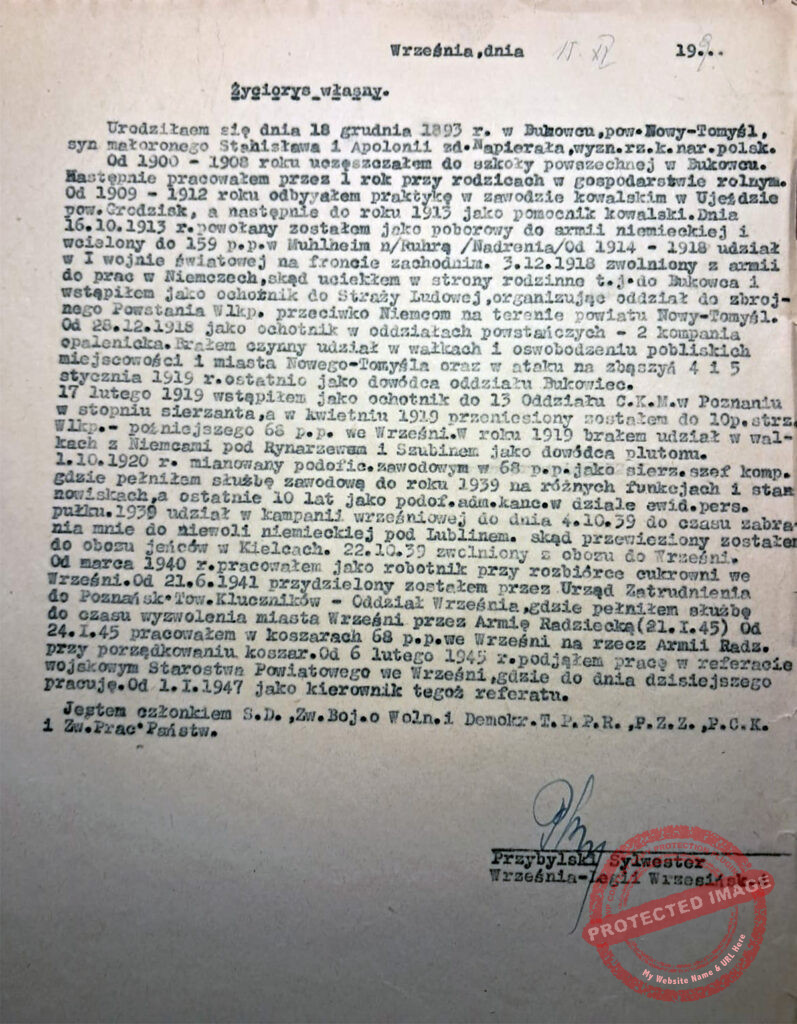 Września,dnia 15. XI 199...
Życiorys własny.
Urodziłem się dnia 18 grudnia 1893 r. w Bukowcu,pow.Nowy-Tomyśl,
syn małoronego Stanisława i Apolonii zd.Napierała,wyzn.rz.k.nar.polsk.
Od 1900 - 1908 roku uczęszczałem do szkoły powszechnej w Bukowcu.
Następnie pracowałem przez 1 rok przy rodzicach w gospodarstwie rolnym.
Od 1909 - 1912 roku odbywałem praktykę w zawodzie kowalskim w Ujeździe
pow.Grodziak, a następnie do roku 1913 jako pomocnik kowalski.Dnia
16.10.1913 r.powołany zostałem jako poborowy do armii niemieckiej i
wcielony do 159 p.p.w Muhlheim n/Ruhrą /Nadrenia/Od 1914 - 1918 udział
w I wojnie światowej na froncie zachodnim. 3.12.1918 zwolniony z armii
do prac w Niemczech,skąd uciekłem w strony rodzinne t.j.do Bukowca i
wstąpiłem jako ochotnik do Straży Ludowej,organizując oddział do zbroj-
nego Powstania Wlkp. przeciwko Niemcom na terenie powiatu Nowy-Tomyśl.
Od 28.12.1918 jako ochotnik w oddziałach powstańczych - 2 kompania
opalenicka.Brałem czynny udział w walkach i oswobodzeniu pobliskich
miejscowości i miasta Nowego-Tomyśla oraz w ataku na zbąszyń 4 i 5
stycznia 1919 r.ostatnio jako dowódca oddziału Bukowiec.
17 lutego 1919 wstąpiłem jako ochotnik do 13 Oddziału C.K.M.w Poznaniu
w stopniu sierżanta,a w kwietniu 1919 przeniesiony zostałem do 10p.strz.
Wlkp.- późniejszego 68 p.p. we Wrześni.W roku 1919 brałem udział w wal-
kach z Niemcami pod Rynarzewem i Szubinem jako dowódca plutonu.
1.10.1920 r. mianowany podofic.zawodowym w 68 p.p.jako sierż.szef komp.
gdzie pełniłem służbę zawodową do roku 1939 na różnych funkcjach i stan
nowiskach,a ostatnie 10 lat jako podof.adm.kanc.w dziale ewid.pers.
pułku.1939 udział w kampanii wrześniowej do dnia 4.10.39 do czasu zabra-
nia mnie do niewoli niemieckiej pod Lublinem. skąd przewieziony zostałem
do obozu jeńców w Kielcach. 22.10.39 zwolniony z obozu do Wrześni.
Od marca 1940 r.pracowałem jako robotnik przy rozbiórce cukrowni we
Wrześni.Od 21.6.1941 przydzielony zostałem przez Urząd Zatrudnienia
do Poznańsk.Tow.Kluczników - Oddział Września,gdzie pełniłem służbę
do czasu wyzwolenia miasta Wrześni przez Armię Radziecką(21.I.45) Od
24.I.45 pracowałem w koszarach 68 p.p.we Wrześni na rzecz Armii Radz.
przy porządkowaniu koszar.Od 6 lutego 1945 r.podjąłem pracę w referacie
wojakowym Starostwa Powiatowego we Wrześni,gdzie do dnia dzisiejszego
pracuję.Od 1.I.1947 jako kierownik tegoż referatu.
Jestem członkiem S.D.,Zw.Boj.o Woln.i Demokr.T.P.P.R.,P.Z.Z.,P.C.K.
i Zw.Prac.Państw.
Przybylski Sylwester
Września-Legii Wrzesińsk.
PROTECTED IMAGE
My Website Name & URL Here